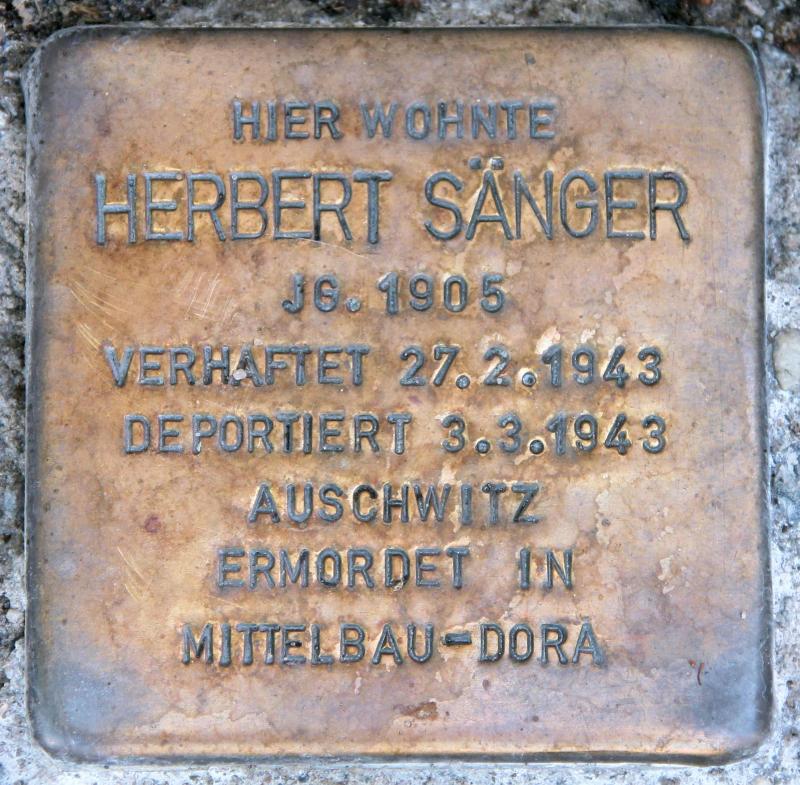 HIER WOHNTE
HERBERT SÄNGER
JG. 1905
VERHAFTET 27.2.1943
DEPORTIERT 3.3.1943
AUSCHWITZ
ERMORDET IN
MITTELBAU-DORA